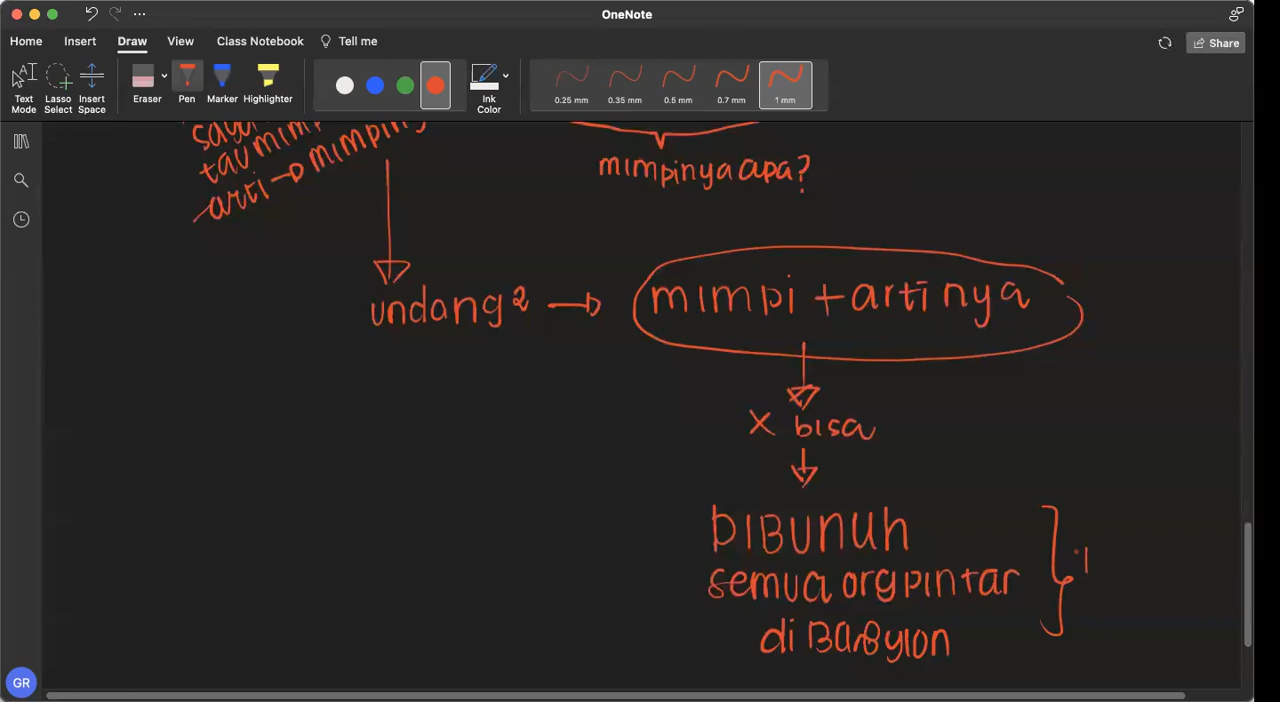 OneNote
Home Insert Draw View Class Notebook Tell me
Share
Text Mode
Lasso Select
Insert Space
Eraser
Pen
Marker
Highlighter
Ink Color
0.25 mm
0.35 mm
0.5 mm
0.7 mm
1 mm
tau
arti → mimpi
mimpinya apa?
undang² → mimpi + artinya
x bisa
DIBUNUH
semua org pintar
di BABylon
GR